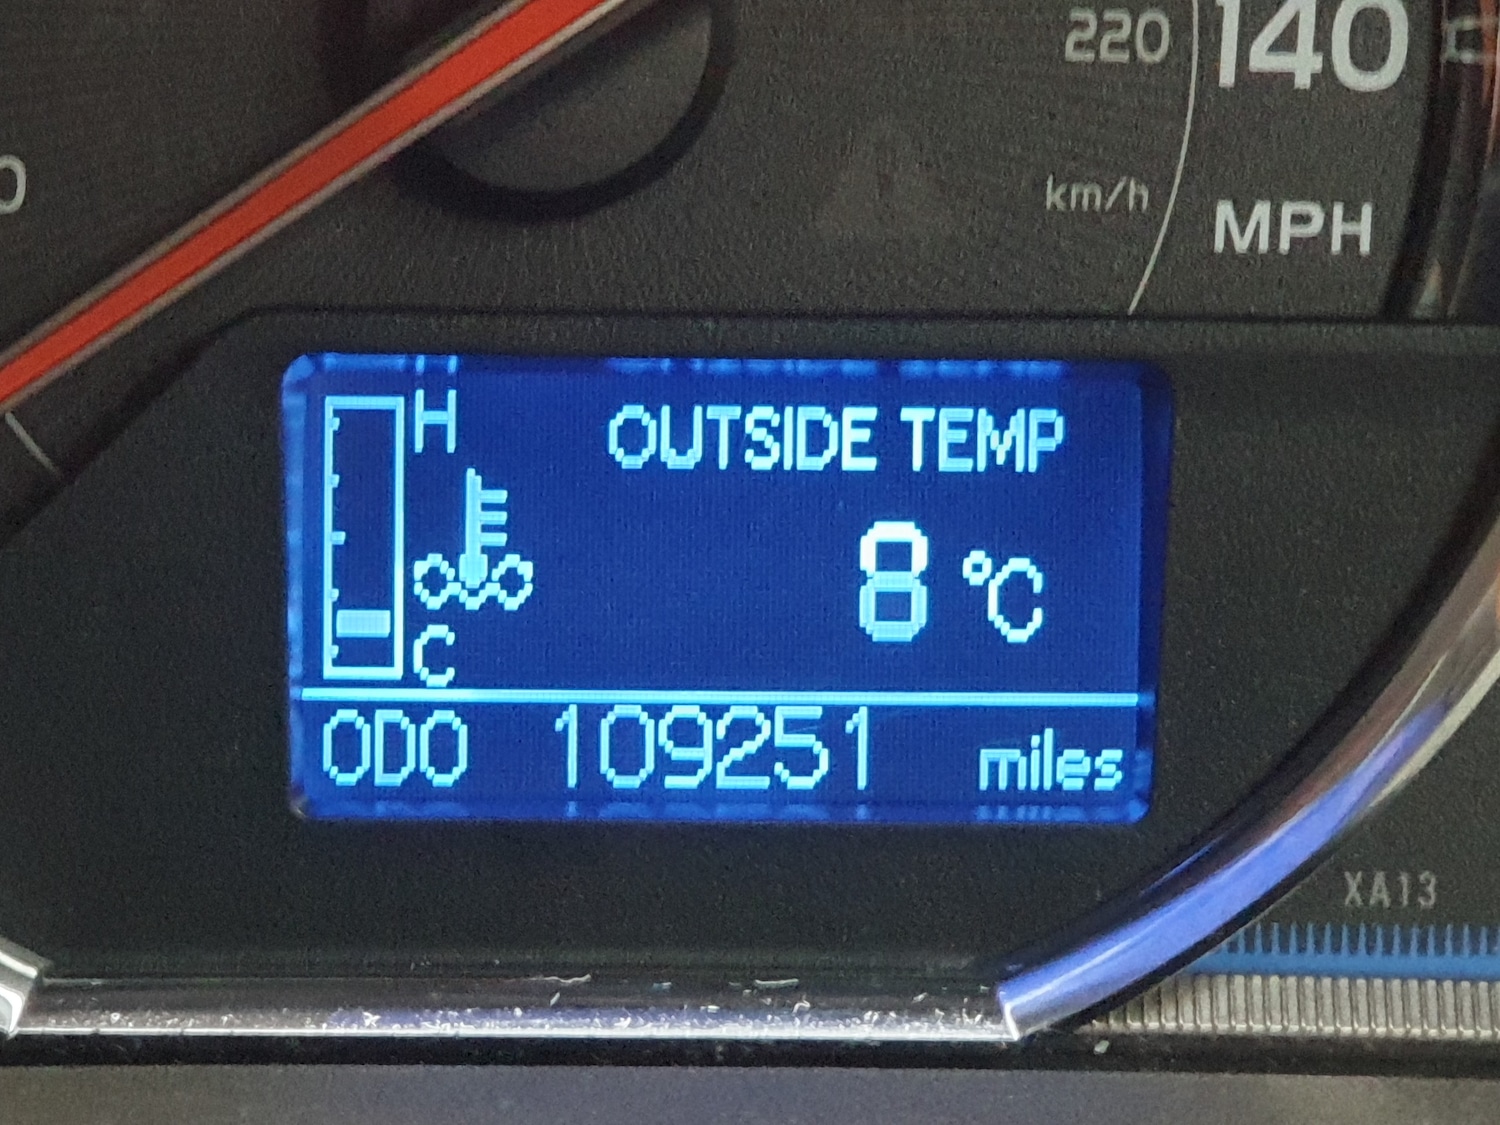 220 140
km/h MPH
H OUTSIDE TEMP
8 °C
C
ODO 109251 miles
XA13